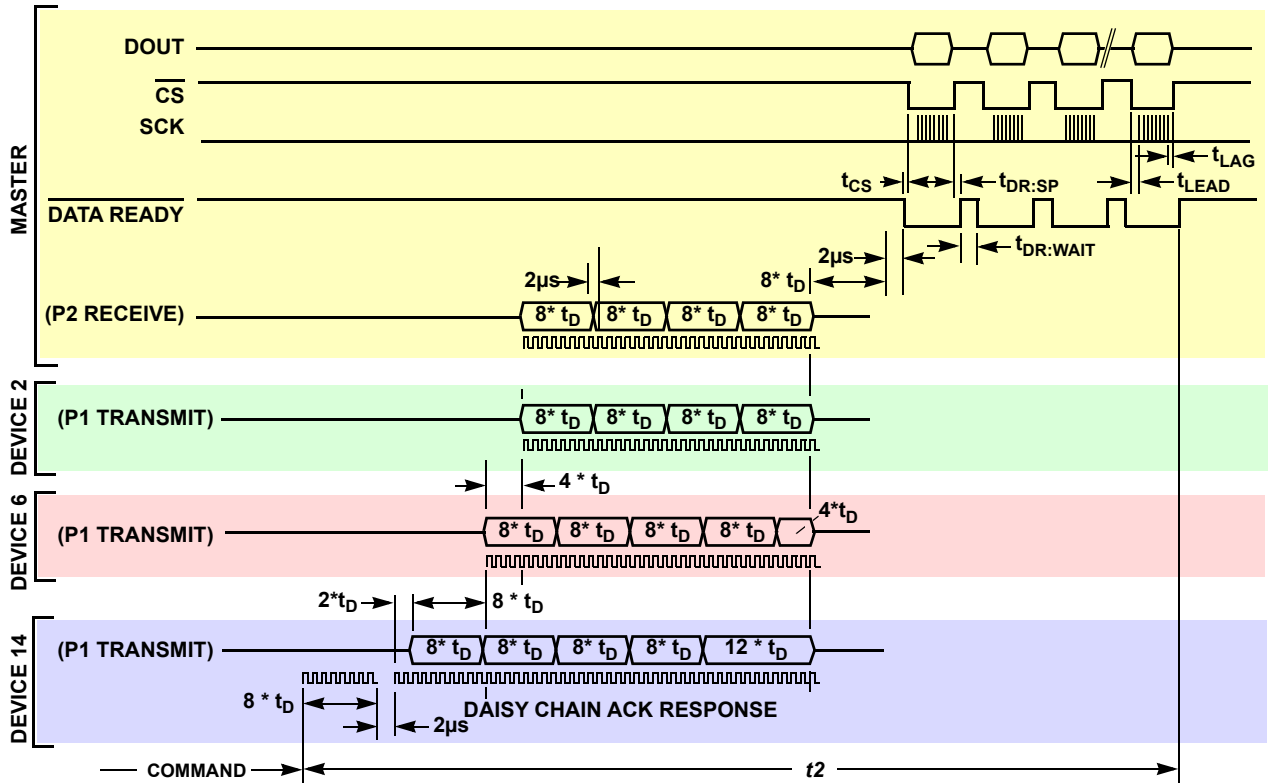 MASTER
DOUT
CS
SCK
tLAG
tCS
tDR:SP
tLEAD
DATA READY
tDR:WAIT
2µs
2µs
8* tD
(P2 RECEIVE)
8* tD 8* tD 8* tD 8* tD
DEVICE 2
(P1 TRANSMIT)
8* tD 8* tD 8* tD 8* tD
4 * tD
DEVICE 6
(P1 TRANSMIT)
8* tD 8* tD 8* tD 8* tD
4*tD
2*tD
8 * tD
DEVICE 14
(P1 TRANSMIT)
8* tD 8* tD 8* tD 8* tD 12 * tD
8 * tD
DAISY CHAIN ACK RESPONSE
2µs
COMMAND
t2